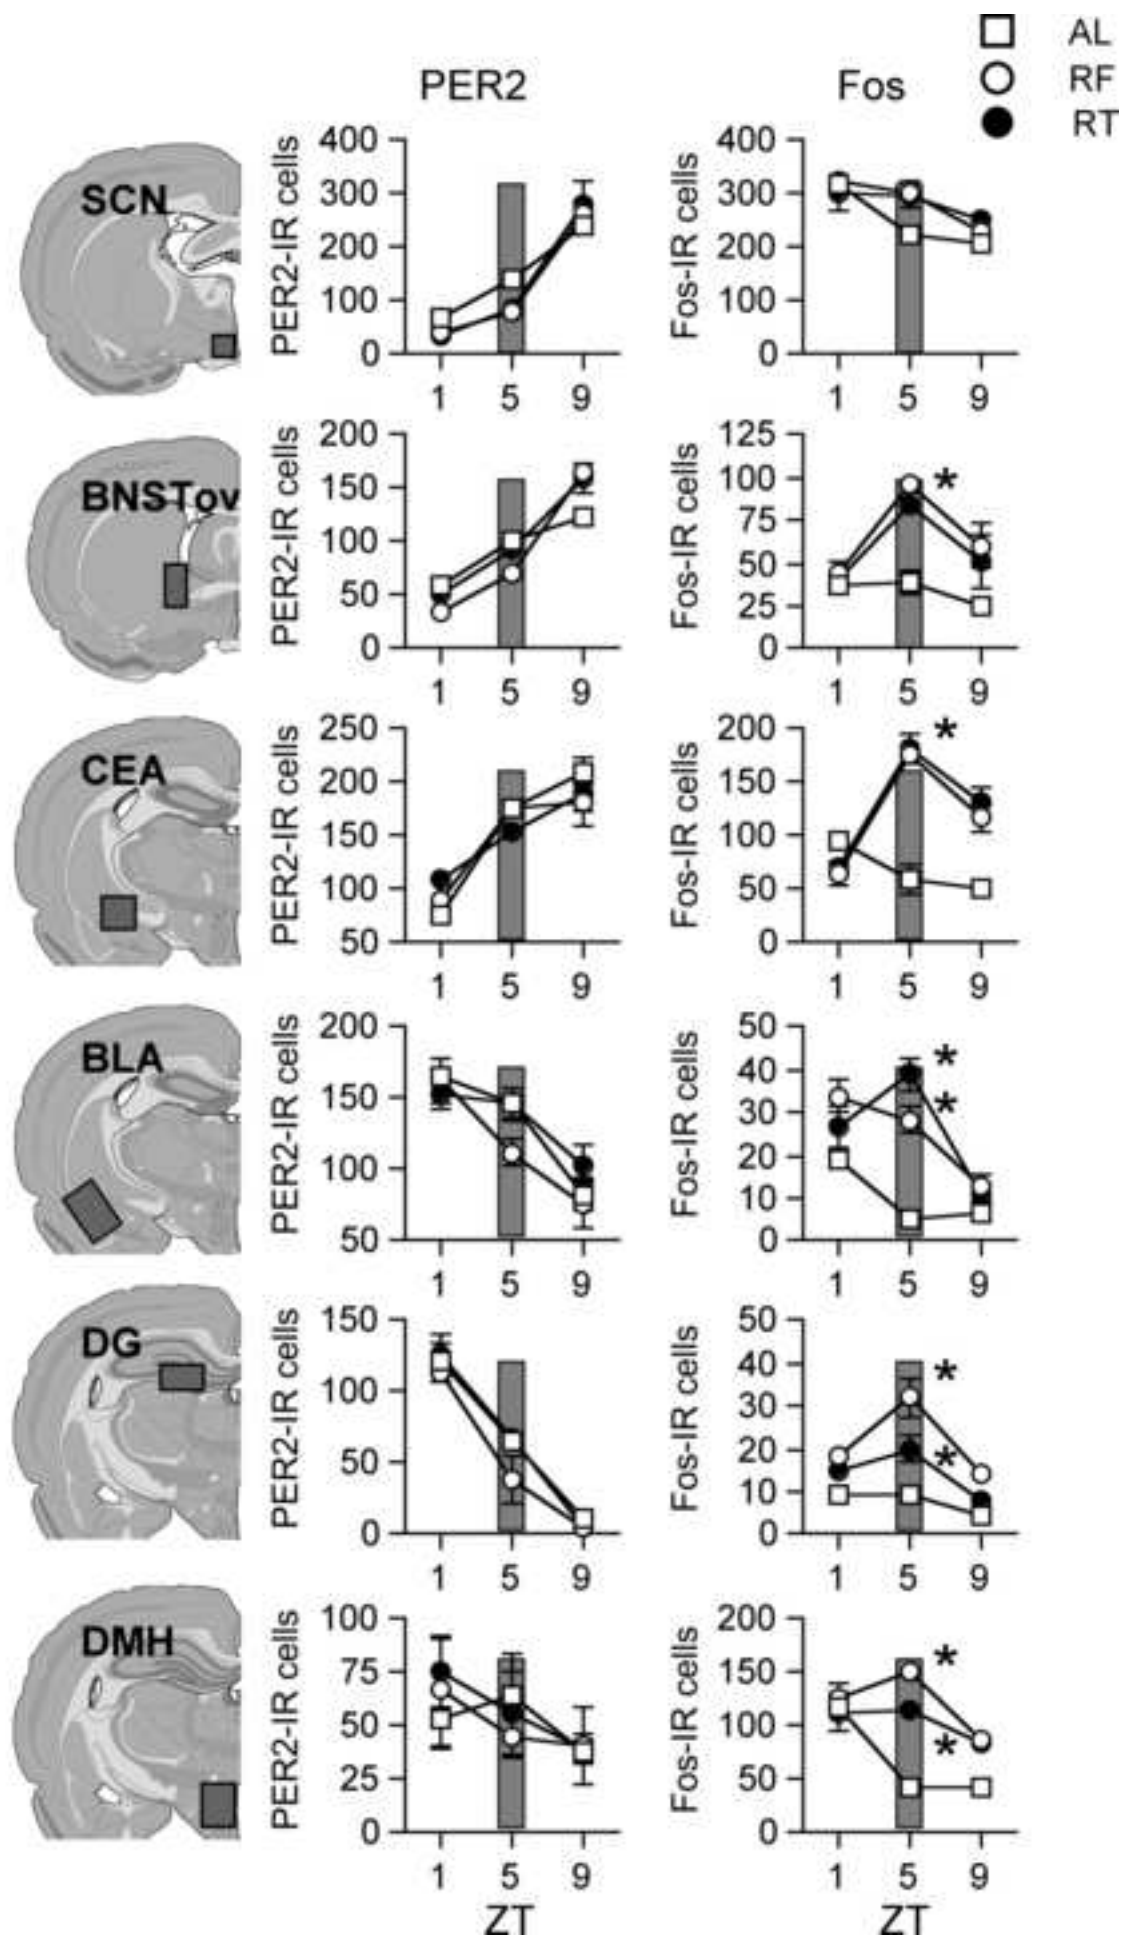 AL
PER2 Fos RF
RT
SCN PER2-IR cells 400 300 200 100 0 Fos-IR cells 400 300 200 100 0
1 5 9 1 5 9
BNSTov PER2-IR cells 200 150 100 50 0 Fos-IR cells 125 100 75 50 25 0 *
1 5 9 1 5 9
CEA PER2-IR cells 250 200 150 100 50 Fos-IR cells 200 150 100 50 0 *
1 5 9 1 5 9
BLA PER2-IR cells 200 150 100 50 Fos-IR cells 50 40 30 20 10 0 * *
1 5 9 1 5 9
DG PER2-IR cells 150 100 50 0 Fos-IR cells 50 40 30 20 10 0 * *
1 5 9 1 5 9
DMH PER2-IR cells 100 75 50 25 0 Fos-IR cells 200 150 100 50 0 * *
1 5 9 1 5 9
ZT ZT